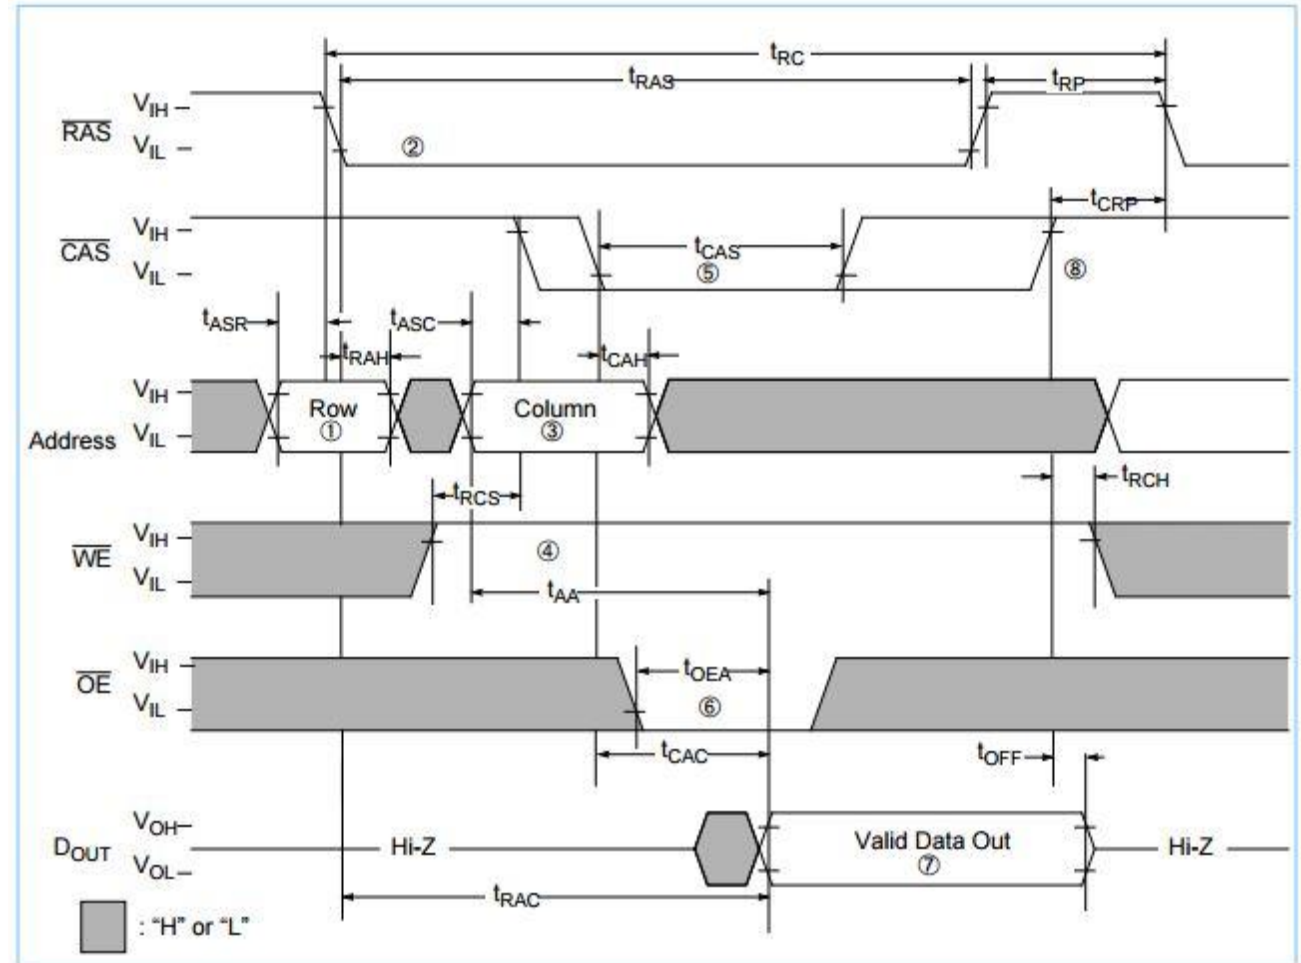 tRC
tRAS
tRP
RAS
VIH
VIL
②
tCRP
CAS
VIH
VIL
tCAS
⑤
⑧
tASR
tASC
tRAH
tCAH
Address
VIH
VIL
Row
①
Column
③
tRCS
tRCH
WE
VIH
VIL
④
tAA
OE
VIH
VIL
tOEA
⑥
tCAC
tOFF
DOUT
VOH
VOL
Hi-Z
Valid Data Out
⑦
Hi-Z
tRAC
: “H” or “L”